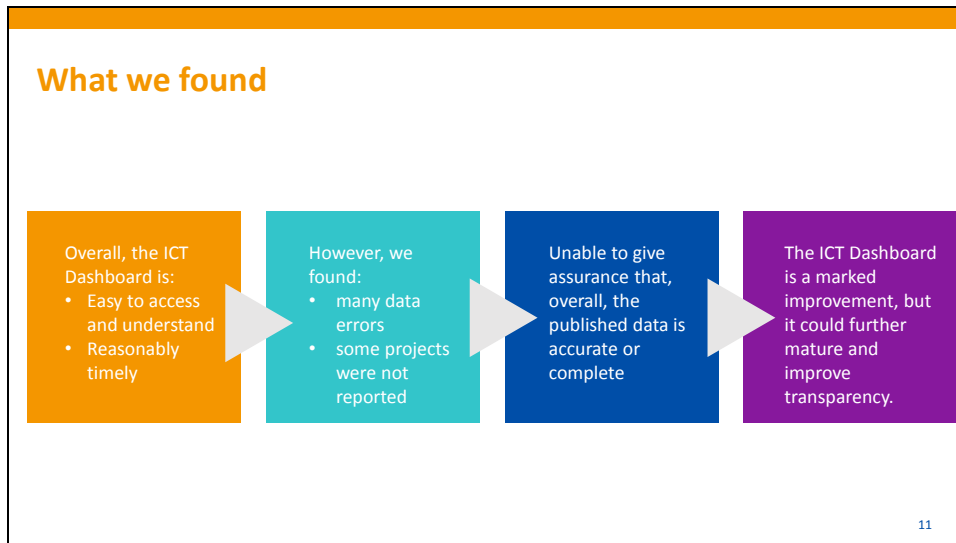 What we found
Overall, the ICT
Dashboard is:
• Easy to access
and understand
• Reasonably
timely
However, we
found:
• many data
errors
• some projects
were not
reported
Unable to give
assurance that,
overall, the
published data is
accurate or
complete
The ICT Dashboard
is a marked
improvement, but
it could further
mature and
improve
transparency.
11